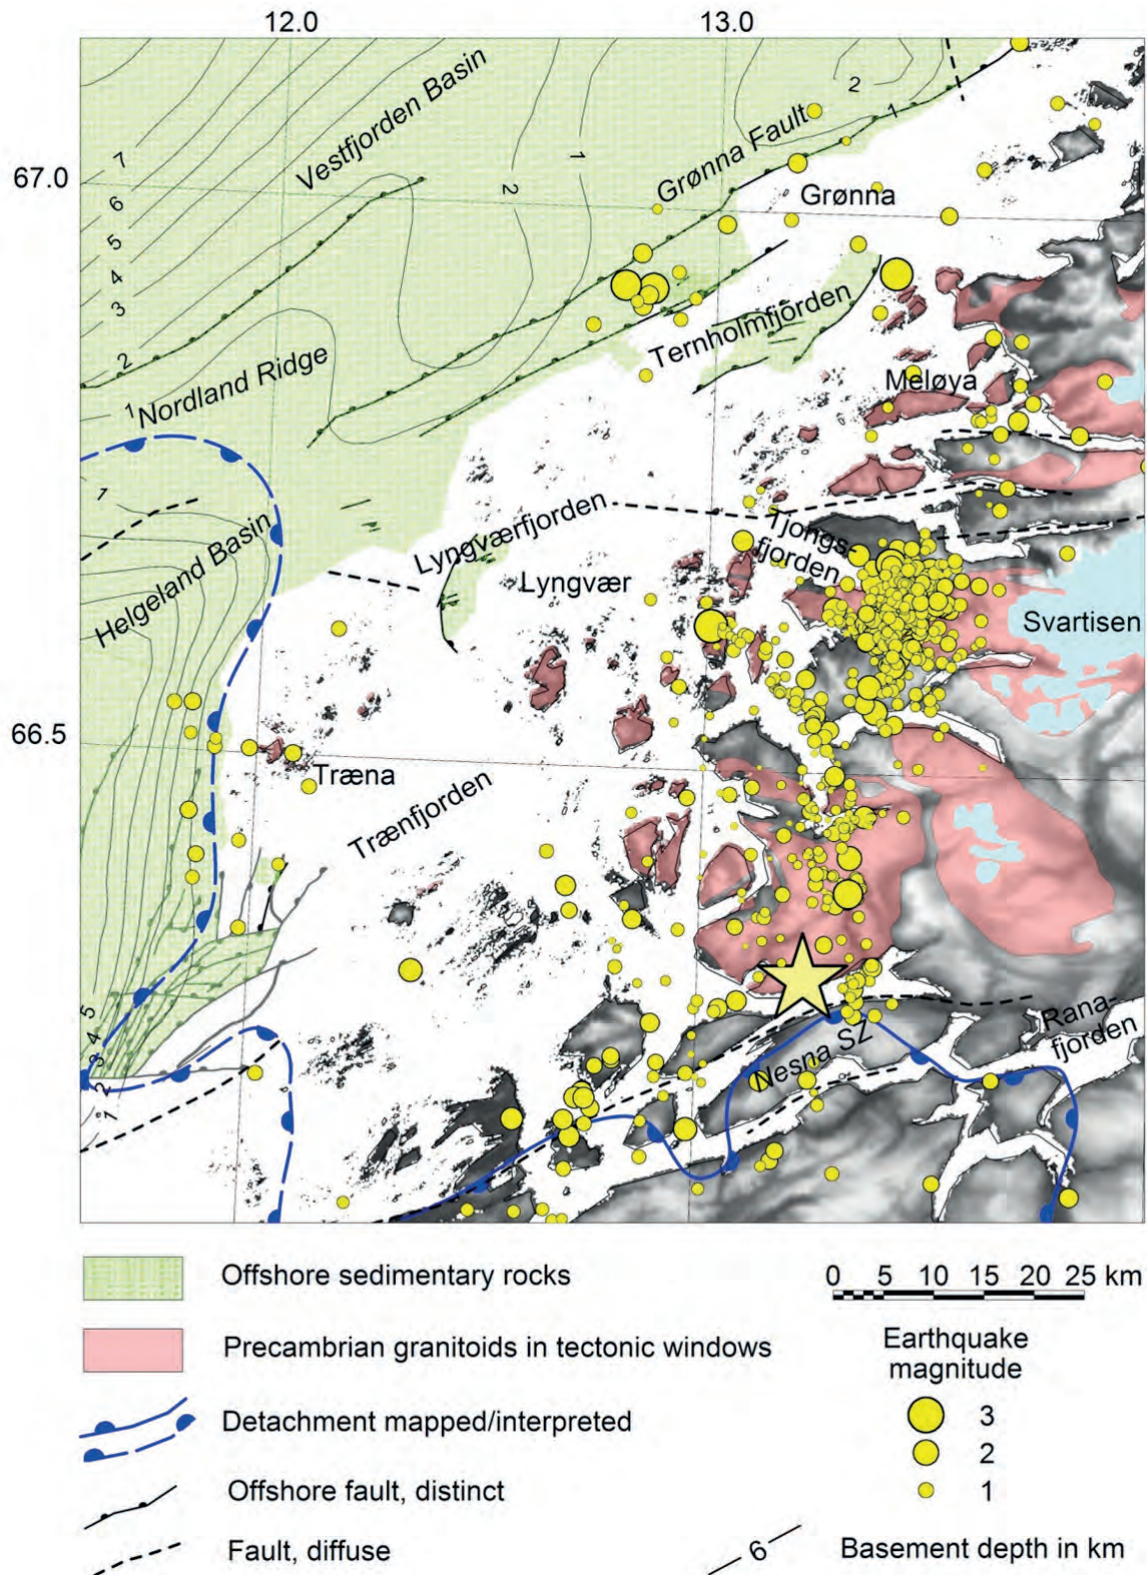 12.0
13.0
67.0
66.5
7
6
5
4
3
2
1
Vestfjorden Basin
2
1
2
1
Grønna Fault
Grønna
Ternholmfjorden
Nordland Ridge
Meløya
1
Helgeland Basin
Lyngværfjorden
Lyngvær
Tjongs-
fjorden
Svartisen
Træna
Trænfjorden
5
4
3
2
1
Nesna SZ
Rana-
fjorden
Offshore sedimentary rocks
Precambrian granitoids in tectonic windows
Detachment mapped/interpreted
Offshore fault, distinct
Fault, diffuse
0 5 10 15 20 25 km
Earthquake
magnitude
3
2
1
6
Basement depth in km